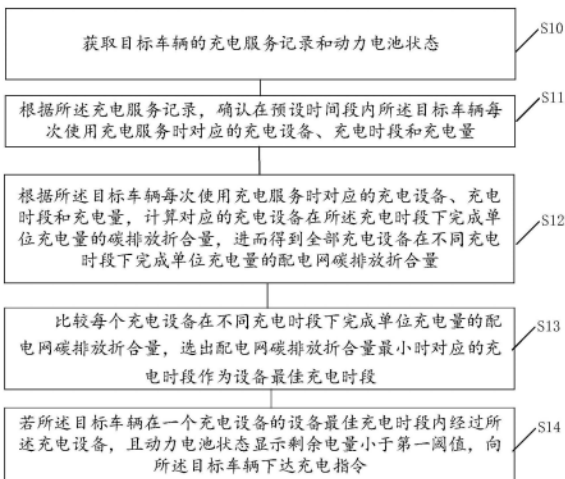 获取目标车辆的充电服务记录和动力电池状态
S10
根据所述充电服务记录，确认在预设时间段内所述目标车辆每
次使用充电服务时对应的充电设备、充电时段和充电量
S11
根据所述目标车辆每次使用充电服务时对应的充电设备、充电
时段和充电量，计算对应的充电设备在所述充电时段下完成单
位充电量的碳排放折合量，进而得到全部充电设备在不同充电
时段下完成单位充电量的配电网碳排放折合量
S12
比较每个充电设备在不同充电时段下完成单位充电量的配
电网碳排放折合量，选出配电网碳排放折合量最小时对应的充
电时段作为设备最佳充电时段
S13
若所述目标车辆在一个充电设备的设备最佳充电时段内经过所
述充电设备，且动力电池状态显示剩余电量小于第一阈值，向
所述目标车辆下达充电指令
S14